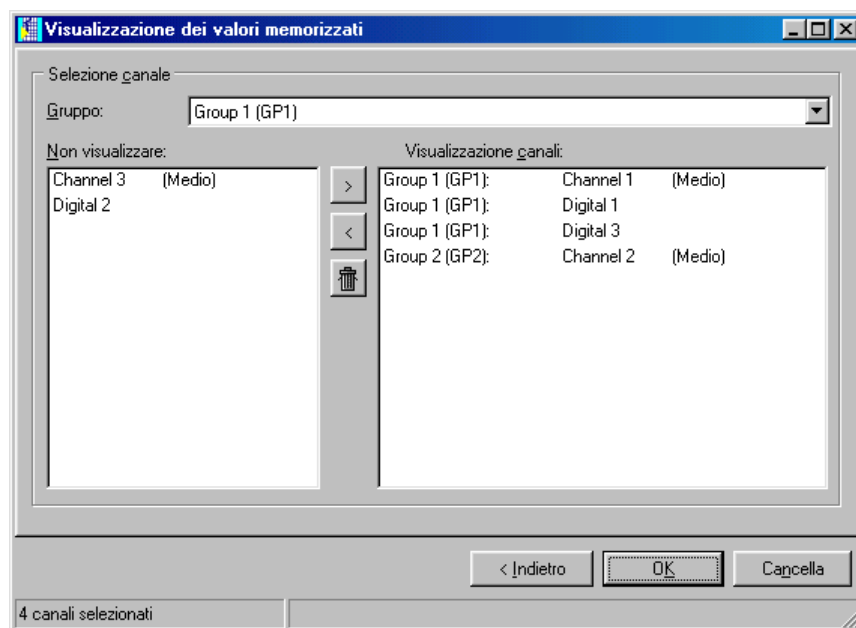 Visualizzazione dei valori memorizzati
Selezione canale
Gruppo: Group 1 (GP1)
Non visualizzare: Visualizzazione canali:
Channel 3 (Medio)
Digital 2
>
<
Group 1 (GP1): Channel 1 (Medio)
Group 1 (GP1): Digital 1
Group 1 (GP1): Digital 3
Group 2 (GP2): Channel 2 (Medio)
< Indietro OK Cancella
4 canali selezionati